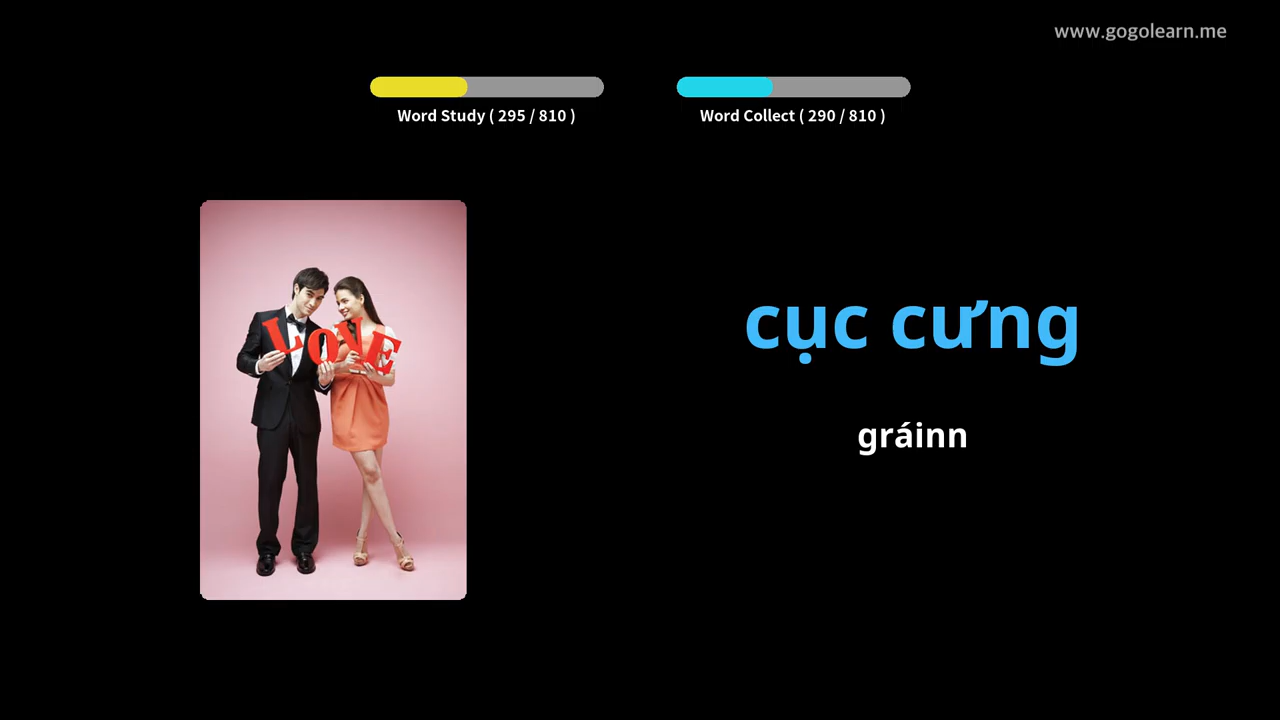 www.gogolearn.me
Word Study ( 295 / 810 )
Word Collect ( 290 / 810 )
LOVE
cục cưng
gráinn